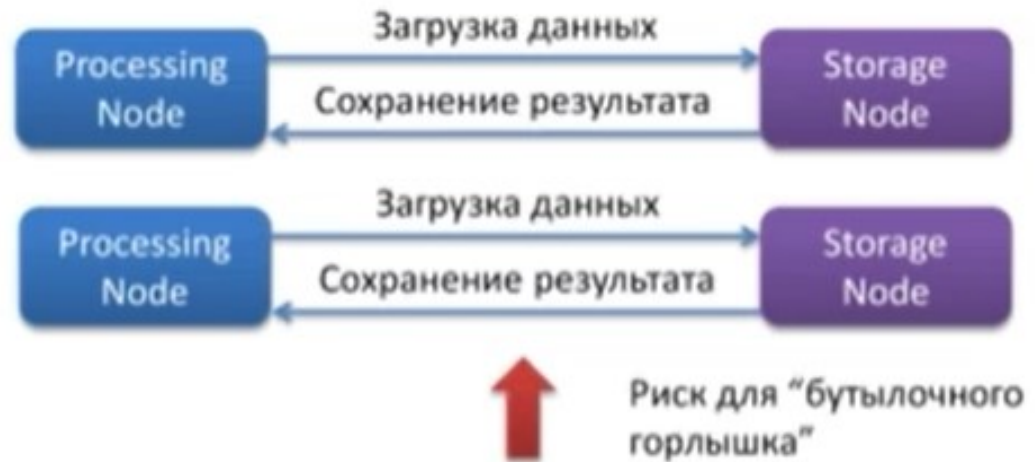 Загрузка данных
Processing
Node
Сохранение результата
Storage
Node
Загрузка данных
Processing
Node
Сохранение результата
Storage
Node
Риск для “бутылочного
горлышка”